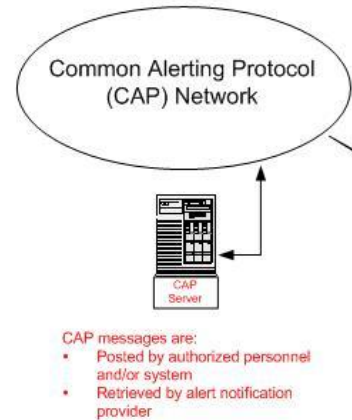 Common Alerting Protocol
(CAP) Network
CAP
Server
CAP messages are:
• Posted by authorized personnel
and/or system
• Retrieved by alert notification
provider